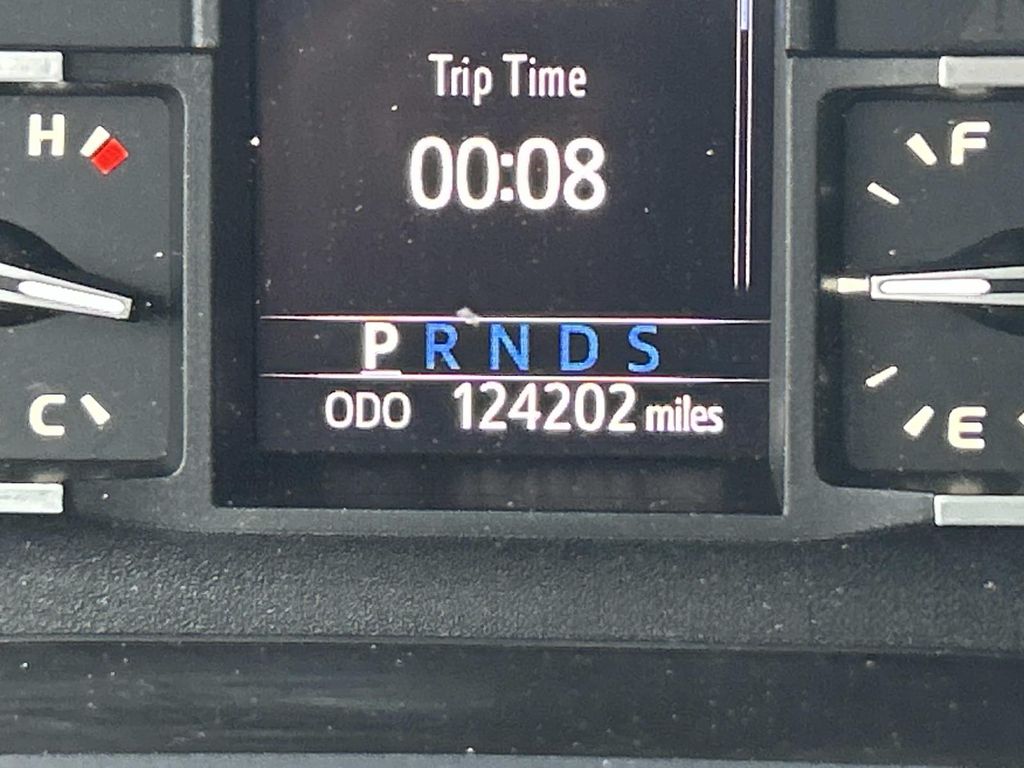 Trip Time
H
F
00:08
P R N D S
C
ODO 124202 miles
E